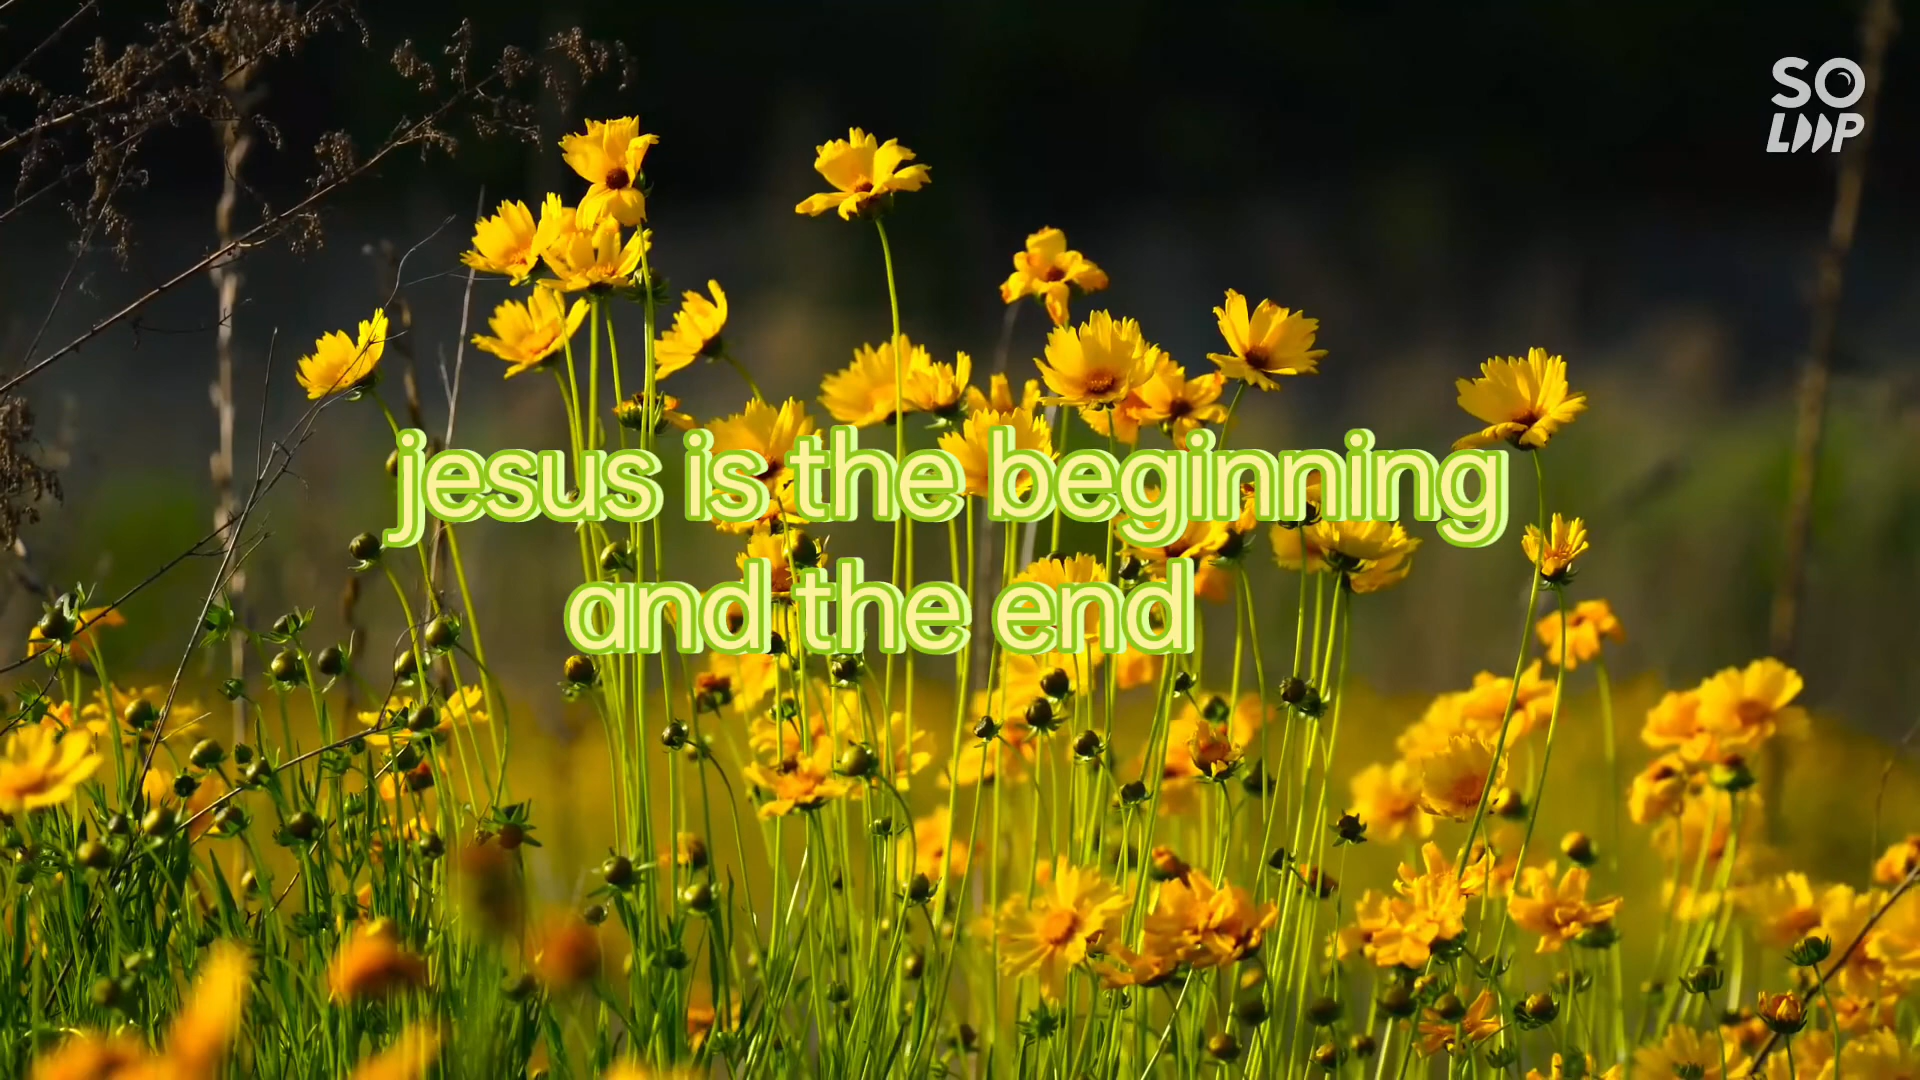 SO
LOOP
jesus is the beginning
and the end